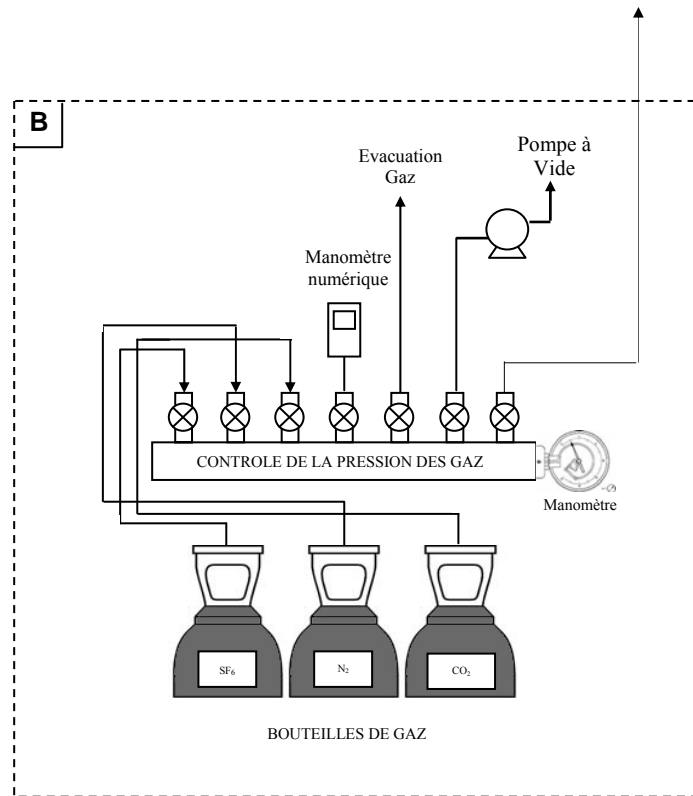 B
Pompe à
Vide
Evacuation
Gaz
Manomètre
numérique
CONTROLE DE LA PRESSION DES GAZ
Manomètre
SF₆
N₂
CO₂
BOUTEILLES DE GAZ